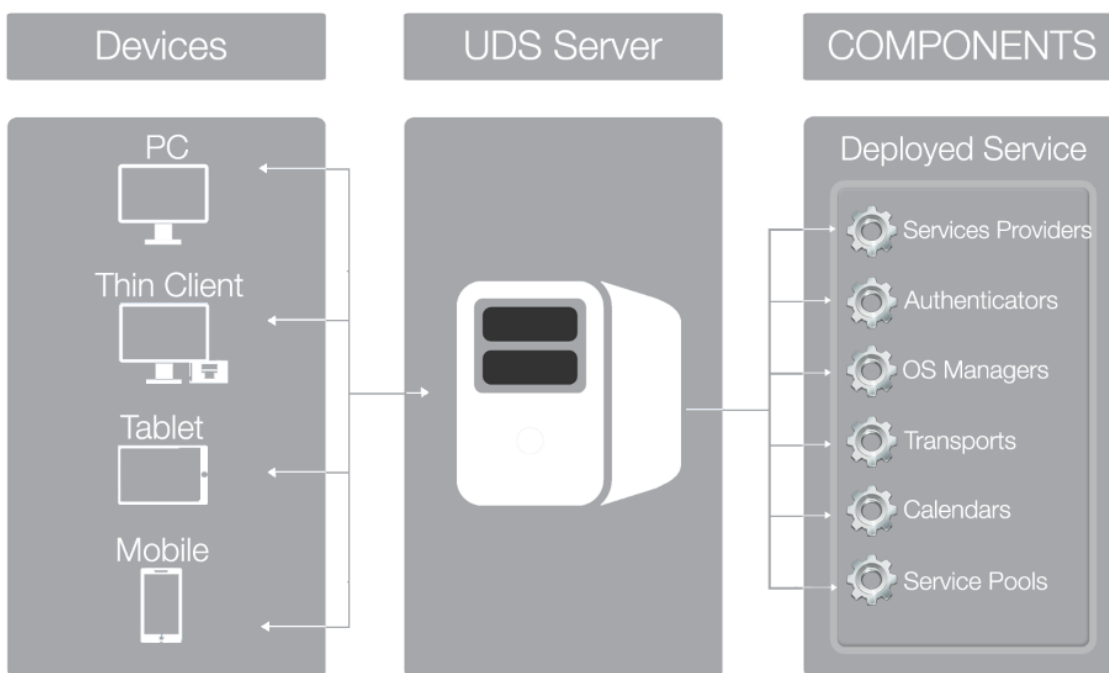 Devices
UDS Server
COMPONENTS
PC
Thin Client
Tablet
Mobile
Deployed Service
Services Providers
Authenticators
OS Managers
Transports
Calendars
Service Pools